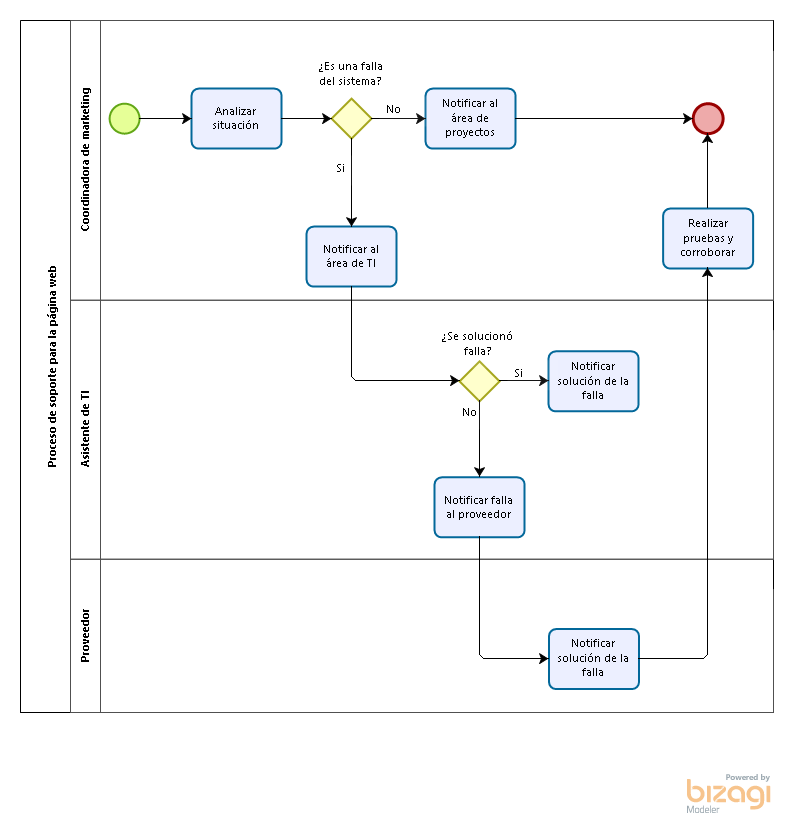 Proceso de soporte para la página web
Coordinadora de marketing
¿Es una falla
del sistema?
Analizar
situación
No
Notificar al
área de
proyectos
Si
Notificar al
área de TI
Realizar
pruebas y
corroborar
Asistente de TI
¿Se solucionó
falla?
Si
Notificar
solución de la
falla
No
Notificar falla
al proveedor
Proveedor
Notificar
solución de la
falla
Powered by
bizagi
Modeler